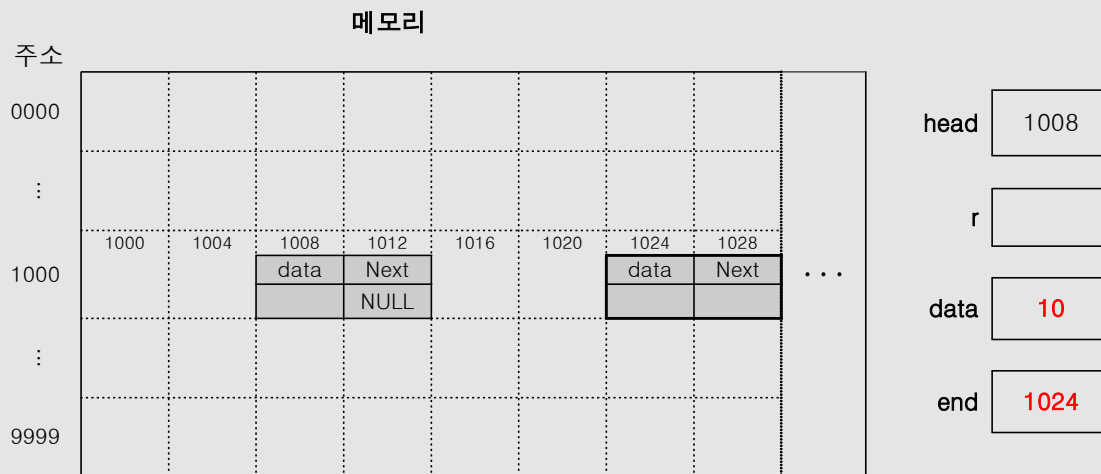 메모리
주소
0000
head 1008
⋮
r
1000 1004 1008 1012 1016 1020 1024 1028
1000 data Next data Next ...
NULL
data 10
⋮
end 1024
9999